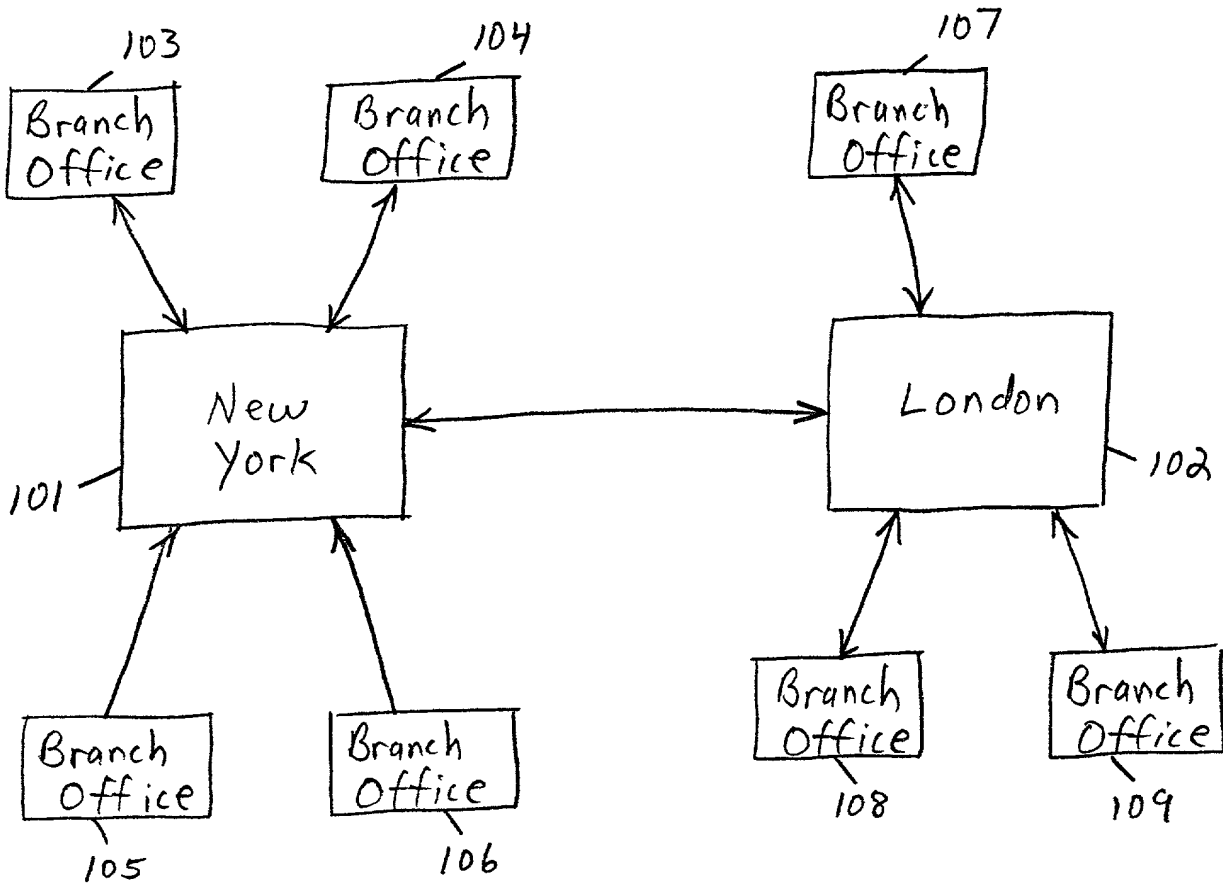 103
104
107
Branch
Office
Branch
Office
Branch
Office
New
York
London
101
102
Branch
Office
Branch
Office
Branch
Office
Branch
Office
105
106
108
109